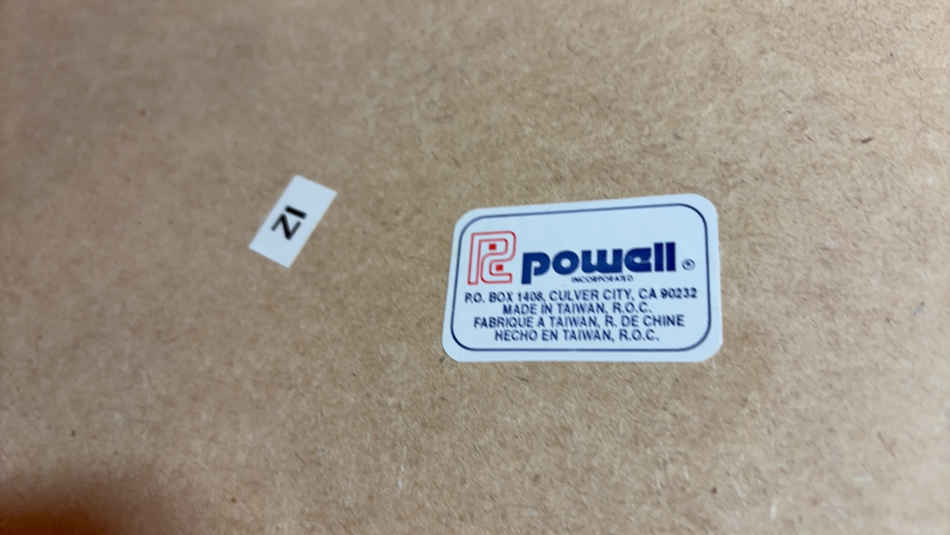 ZI
powell ®
INCORPORATED
P.O. BOX 1408, CULVER CITY, CA 90232
MADE IN TAIWAN, R.O.C.
FABRIQUE A TAIWAN, R. DE CHINE
HECHO EN TAIWAN, R.O.C.